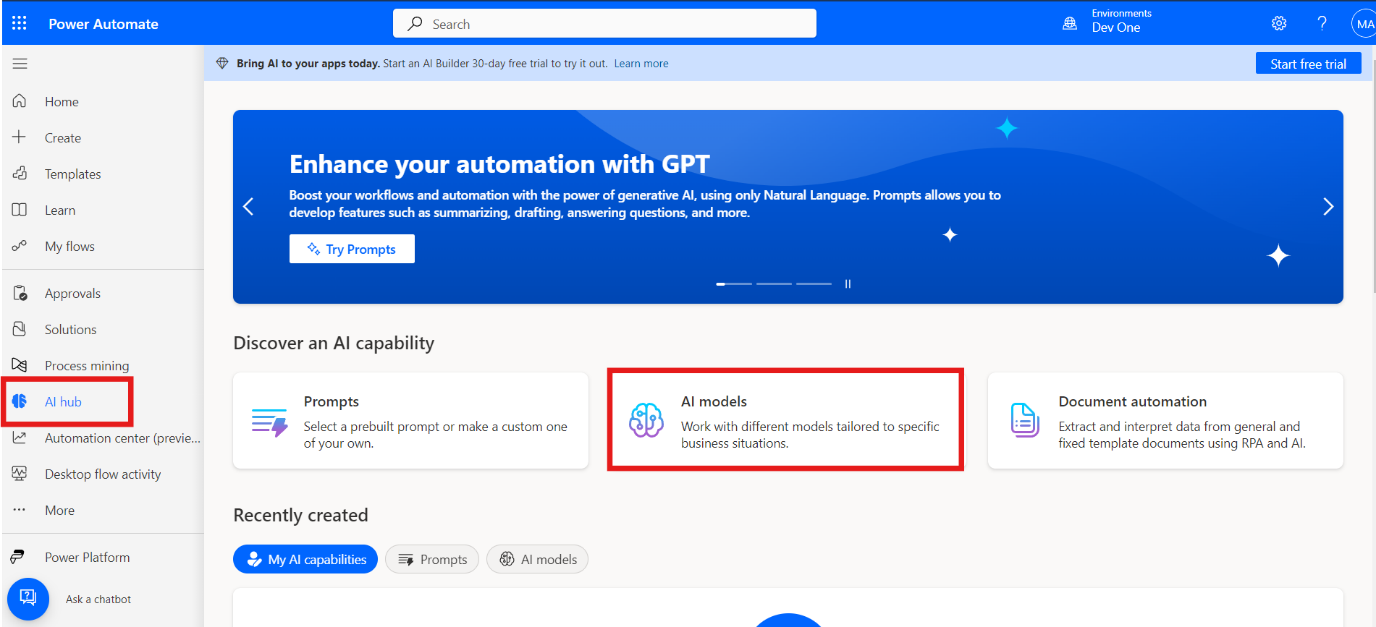 Power Automate
Search
Environments
Dev One
?
MA
Bring AI to your apps today. Start an AI Builder 30-day free trial to try it out. Learn more
Start free trial
Home
Create
Templates
Learn
My flows
Approvals
Solutions
Process mining
AI hub
Automation center (previe...
Desktop flow activity
More
Power Platform
Ask a chatbot
Enhance your automation with GPT
Boost your workflows and automation with the power of generative AI, using only Natural Language. Prompts allows you to
develop features such as summarizing, drafting, answering questions, and more.
Try Prompts
Discover an AI capability
Prompts
Select a prebuilt prompt or make a custom one
of your own.
AI models
Work with different models tailored to specific
business situations.
Document automation
Extract and interpret data from general and
fixed template documents using RPA and AI.
Recently created
My AI capabilities
Prompts
AI models